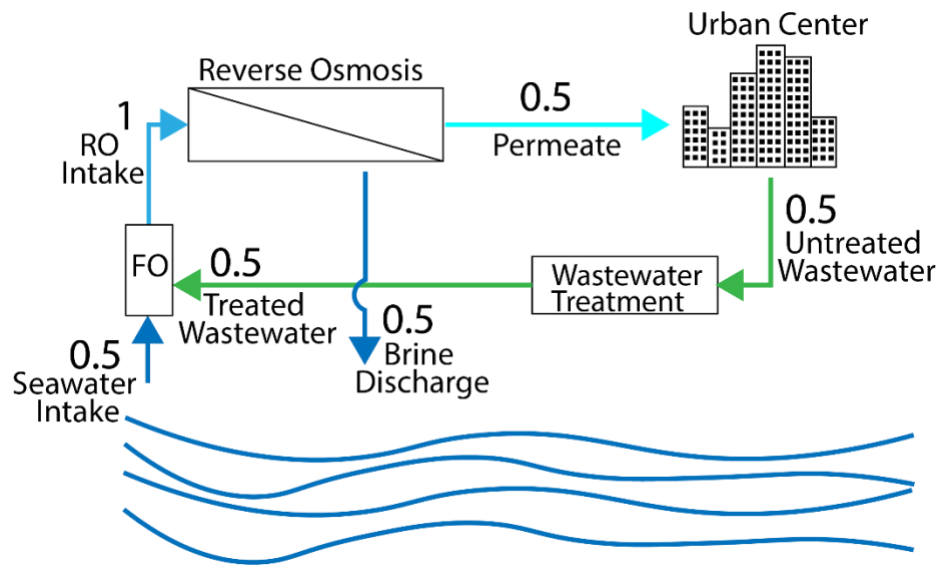 Urban Center
Reverse Osmosis
0.5
Permeate
1
RO
Intake
0.5
Untreated
Wastewater
FO
0.5
Treated
Wastewater
Wastewater
Treatment
0.5
Brine
Discharge
0.5
Seawater
Intake